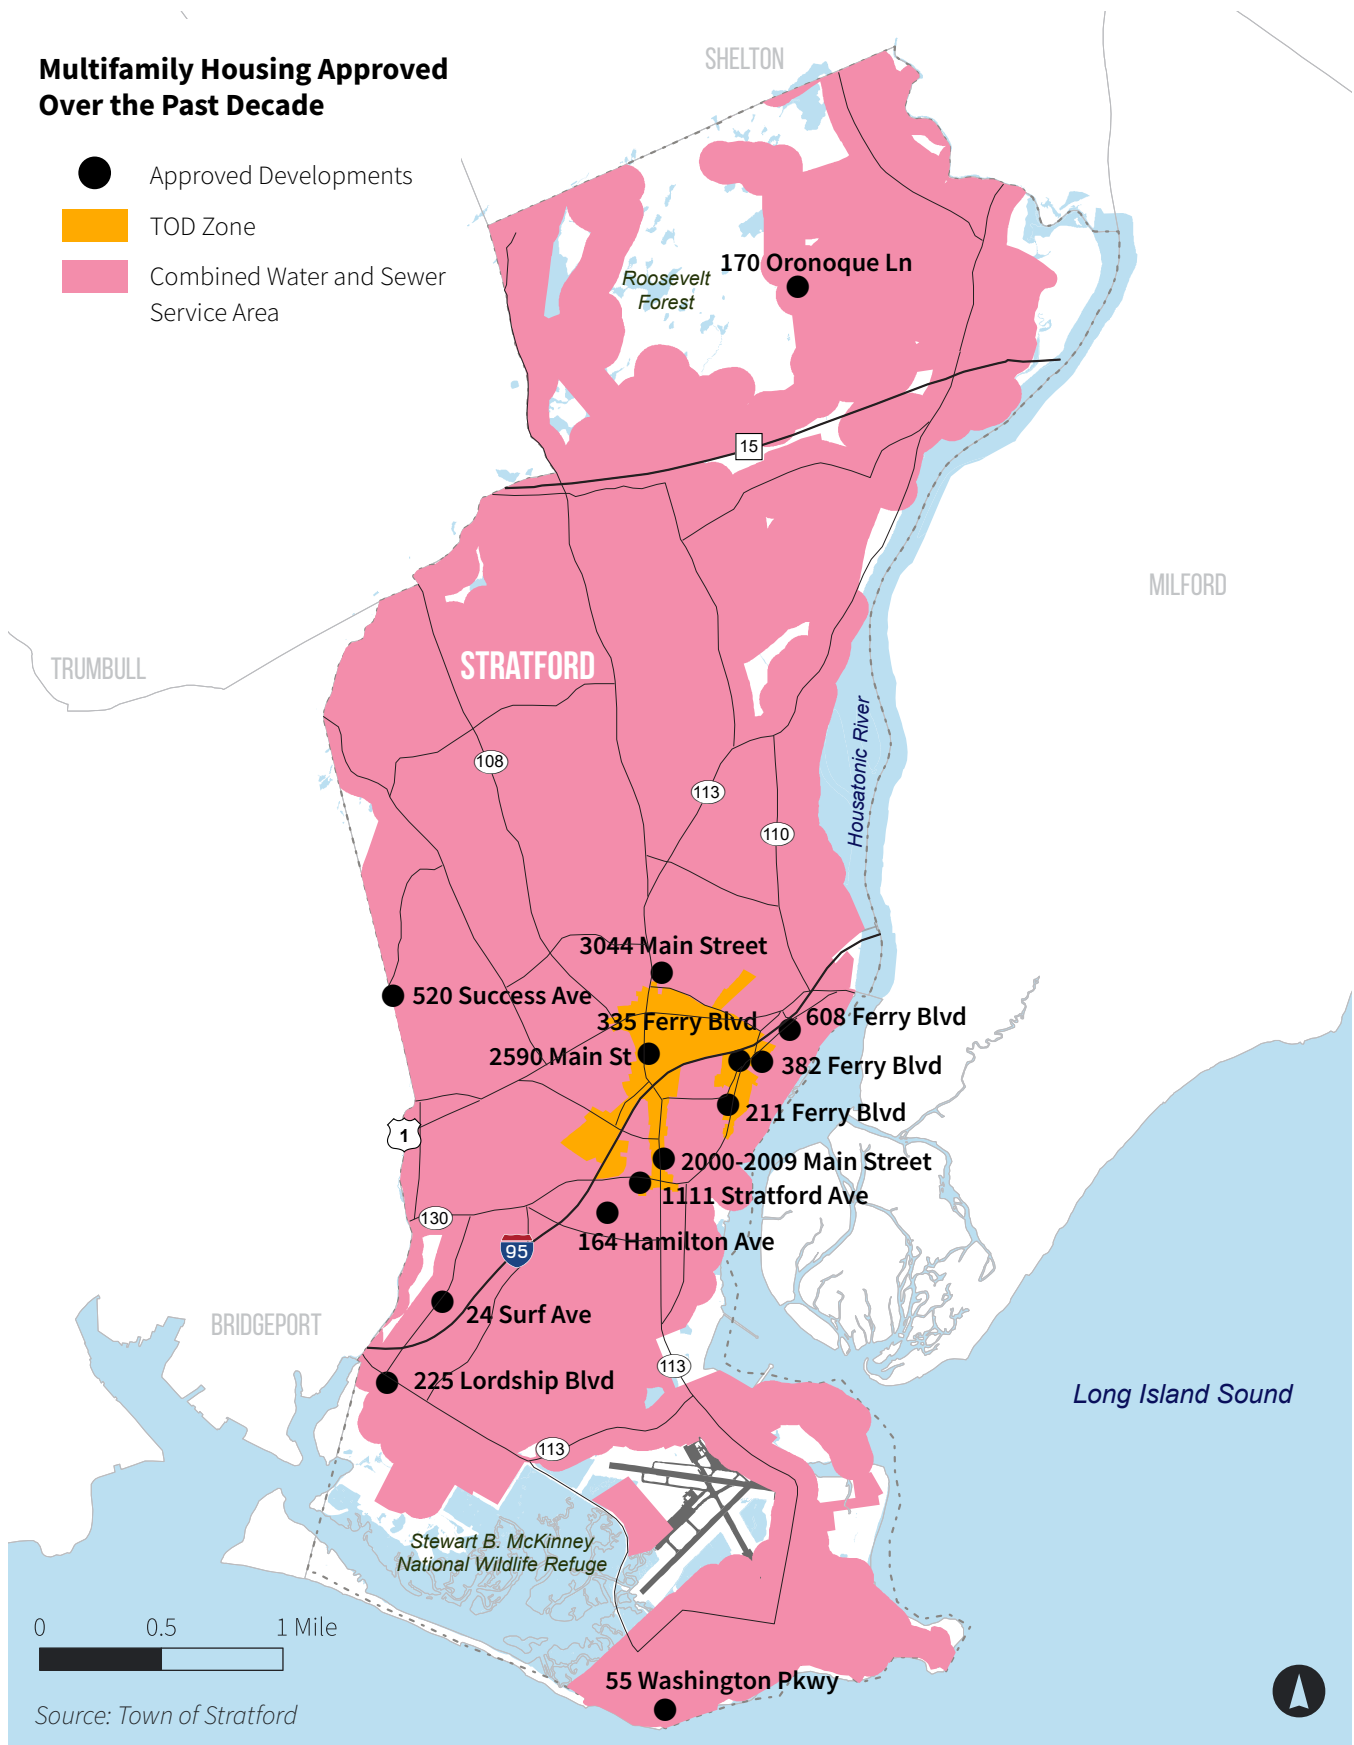 Multifamily Housing Approved
Over the Past Decade
Approved Developments
TOD Zone
Combined Water and Sewer
Service Area
SHELTON
170 Oronoque Ln
Roosevelt
Forest
15
MILFORD
TRUMBULL
STRATFORD
Housatonic River
108
113
110
3044 Main Street
520 Success Ave
335 Ferry Blvd
608 Ferry Blvd
2590 Main St
382 Ferry Blvd
211 Ferry Blvd
1
2000-2009 Main Street
1111 Stratford Ave
130
164 Hamilton Ave
95
24 Surf Ave
BRIDGEPORT
113
225 Lordship Blvd
Long Island Sound
113
Stewart B. McKinney
National Wildlife Refuge
0 0.5 1 Mile
55 Washington Pkwy
Source: Town of Stratford